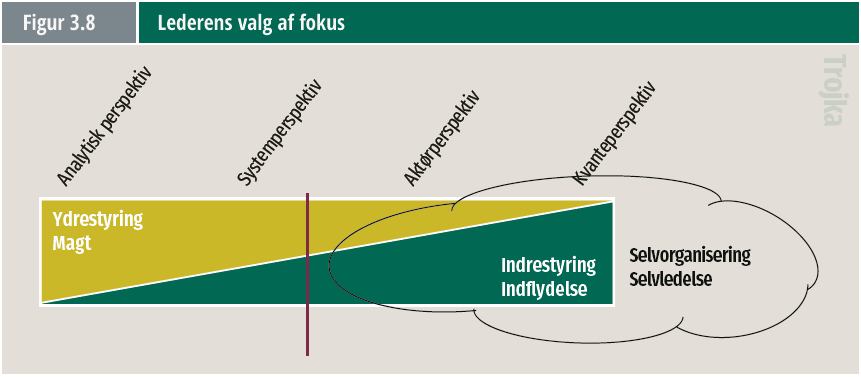 Figur 3.8
Lederens valg af fokus
Trojka
Analytisk perspektiv
Systemperspektiv
Aktørperspektiv
Kvanteperspektiv
Ydrestyring
Magt
Indrestyring
Indflydelse
Selvorganisering
Selvledelse